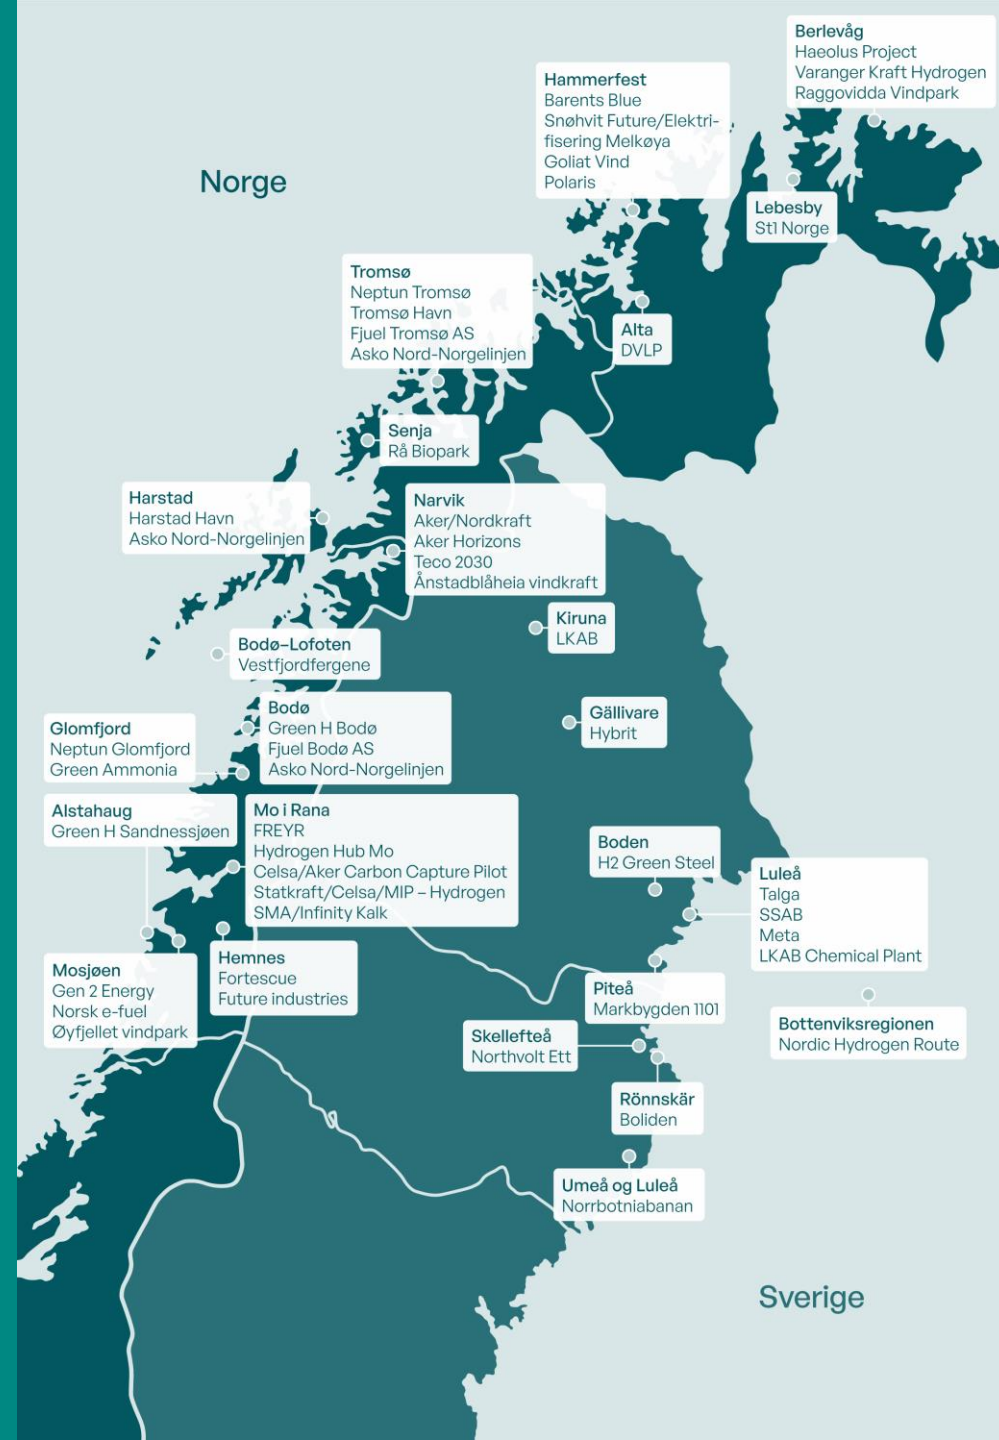 Berlevåg
Haeolus Project
Varanger Kraft Hydrogen
Raggovidda Vindpark
Hammerfest
Barents Blue
Snøhvit Future/Elektri-
fisering Melkøya
Goliat Vind
Polaris
Norge
Lebesby
St1 Norge
Tromsø
Neptun Tromsø
Tromsø Havn
Fjuel Tromsø AS
Asko Nord-Norgelinjen
Alta
DVLP
Senja
Rå Biopark
Harstad
Harstad Havn
Asko Nord-Norgelinjen
Narvik
Aker/Nordkraft
Aker Horizons
Teco 2030
Ånstadblåheia vindkraft
Kiruna
LKAB
Bodø–Lofoten
Vestfjordfergene
Bodø
Green H Bodø
Fjuel Bodø AS
Asko Nord-Norgelinjen
Gällivare
Hybrit
Glomfjord
Neptun Glomfjord
Green Ammonia
Alstahaug
Green H Sandnessjøen
Mo i Rana
FREYR
Hydrogen Hub Mo
Celsa/Aker Carbon Capture Pilot
Statkraft/Celsa/MIP – Hydrogen
SMA/Infinity Kalk
Boden
H2 Green Steel
Luleå
Talga
SSAB
Meta
LKAB Chemical Plant
Mosjøen
Gen 2 Energy
Norsk e-fuel
Øyfjellet vindpark
Hemnes
Fortescue
Future industries
Piteå
Markbygden 1101
Bottenviksregionen
Nordic Hydrogen Route
Skellefteå
Northvolt Ett
Rönnskär
Boliden
Umeå og Luleå
Norrbotniabanan
Sverige